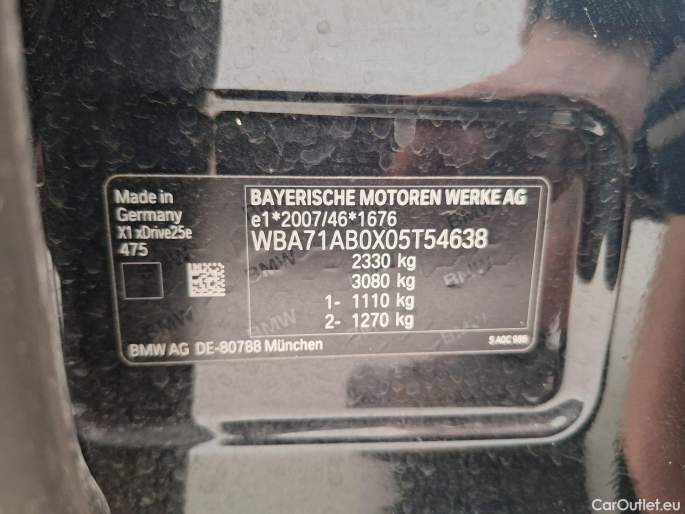 Made in
Germany
X1 xDrive25e
475
BAYERISCHE MOTOREN WERKE AG
e1*2007/46*1676
WBA71AB0X05T54638
2330 kg
3080 kg
1- 1110 kg
2- 1270 kg
BMW AG DE-80788 München
CarOutlet.eu